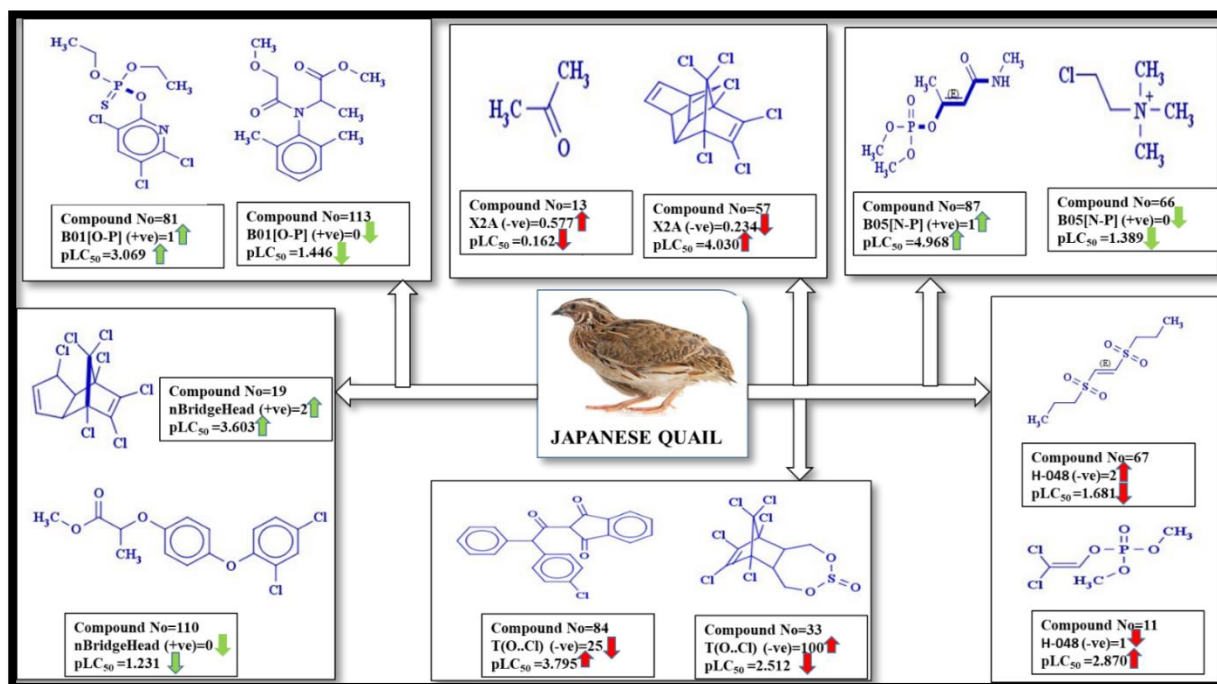 H₃C
CH₃
O
O
P
S
O
Cl
N
Cl
Cl
Compound No=81
B01[O-P] (+ve)=1
pLC₅₀ =3.069
H₃C
O
O
O
CH₃
O
N
CH₃
H₃C
CH₃
Compound No=113
B01[O-P] (+ve)=0
pLC₅₀ =1.446
CH₃
H₃C
O
Compound No=13
X2A (-ve)=0.577
pLC₅₀ =0.162
Cl
Cl
Cl
Cl
Cl
Cl
Compound No=57
X2A (-ve)=0.234
pLC₅₀ =4.030
H₃C
O
NH
CH₃
(E)
O
O
P
O
H₃C
O
H₃C
Compound No=87
B05[N-P] (+ve)=1
pLC₅₀ =4.968
Cl
CH₃
N⁺
CH₃
CH₃
Compound No=66
B05[N-P] (+ve)=0
pLC₅₀ =1.389
Cl
Cl
Cl
Cl
Cl
Cl
Cl
Compound No=19
nBridgeHead (+ve)=2
pLC₅₀ =3.603
O
H₃C
O
O
CH₃
O
Cl
Cl
Compound No=110
nBridgeHead (+ve)=0
pLC₅₀ =1.231
JAPANESE QUAIL
O
O
O
Cl
Compound No=84
T(O..Cl) (-ve)=25
pLC₅₀ =3.795
Cl
Cl
Cl
Cl
Cl
Cl
O
S
O
O
Compound No=33
T(O..Cl) (-ve)=100
pLC₅₀ =2.512
CH₃
O
S
O
(E)
O
S
O
H₃C
Compound No=67
H-048 (-ve)=2
pLC₅₀ =1.681
O
Cl
O
P
O
CH₃
Cl
H₃C
O
Compound No=11
H-048 (-ve)=1
pLC₅₀ =2.870